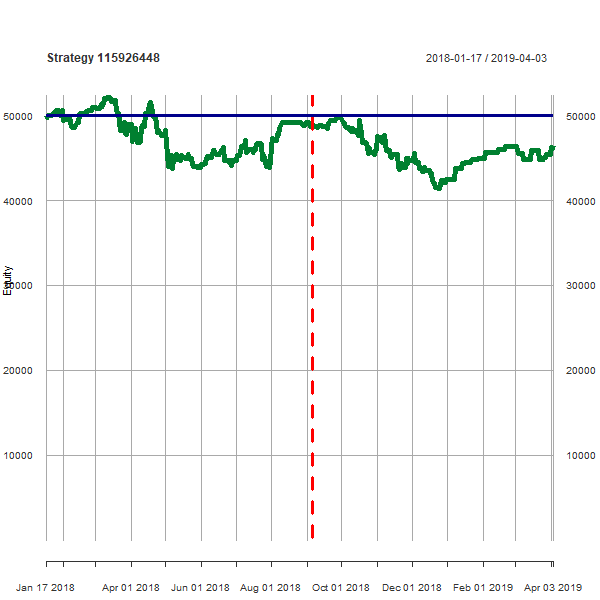 Strategy 115926448
2018-01-17 / 2019-04-03
50000 50000
40000 40000
30000 30000
20000 20000
10000 10000
Equity
Jan 17 2018 Apr 01 2018 Jun 01 2018 Aug 01 2018 Oct 01 2018 Dec 01 2018 Feb 01 2019 Apr 03 2019